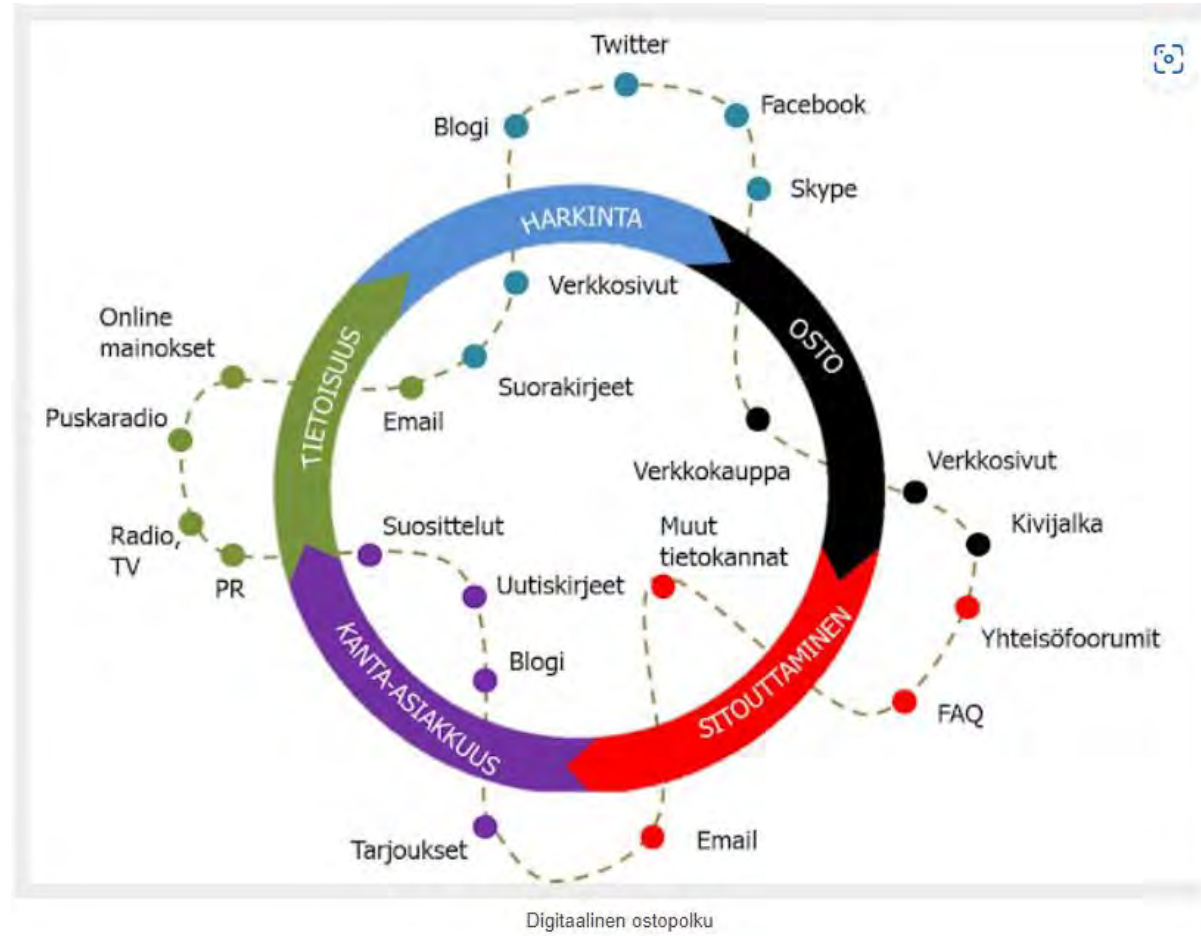 Twitter
Facebook
Blogi
Skype
HARKINTA
Verkkosivut
OSTO
Online
mainokset
TIETOISUUS
Suorakirjeet
Puskaradio
Email
Verkkokauppa
Verkkosivut
Kivijalka
Radio,
TV
PR
Suosittelut
Muut
tietokannat
Uutiskirjeet
Yhteisöfoorumit
Blogi
KANTA-ASIAKKUUS
SITOUTTAMINEN
FAQ
Tarjoukset
Email
Digitaalinen ostopolku